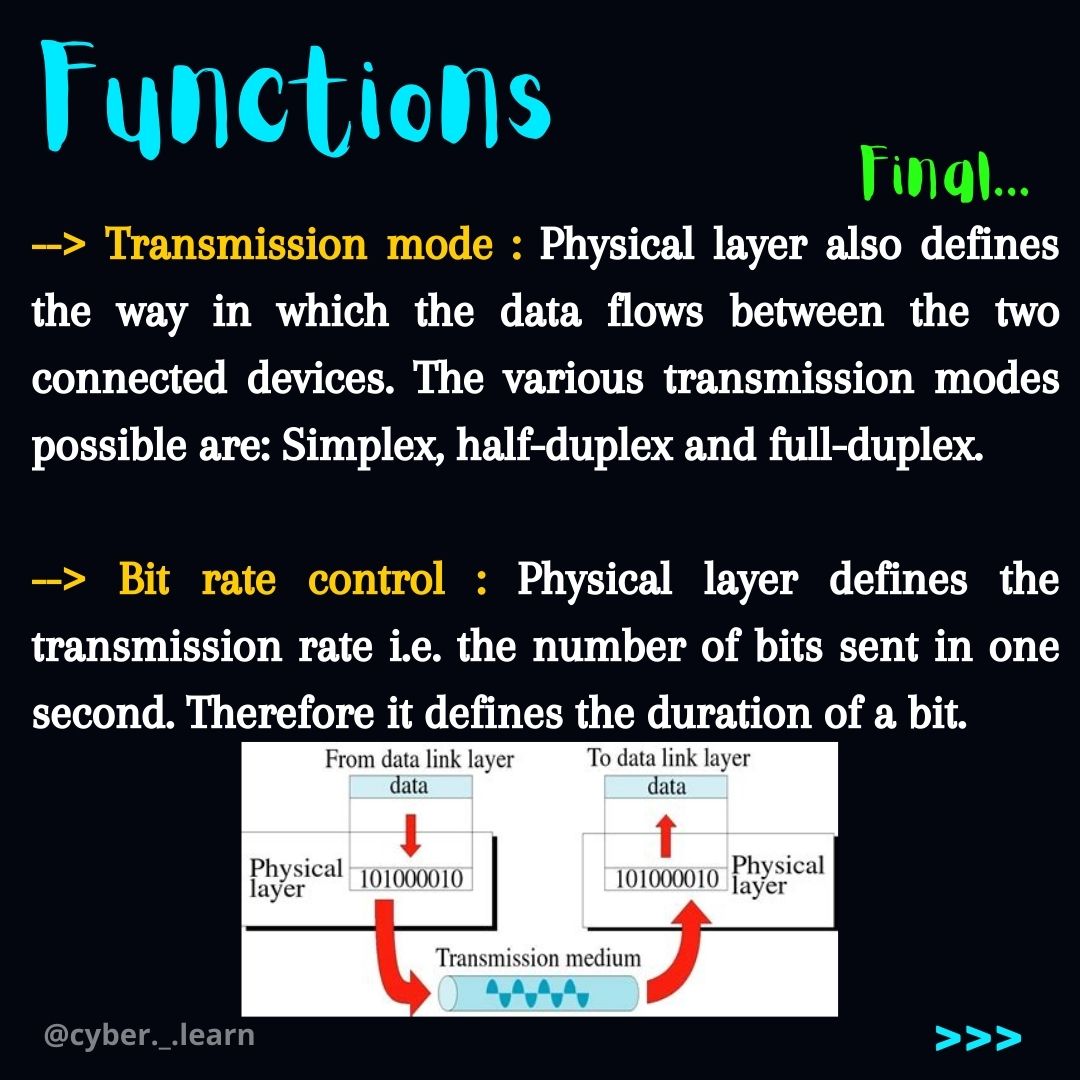 Functions
Final...
--> Transmission mode : Physical layer also defines
the way in which the data flows between the two
connected devices. The various transmission modes
possible are: Simplex, half-duplex and full-duplex.
--> Bit rate control : Physical layer defines the
transmission rate i.e. the number of bits sent in one
second. Therefore it defines the duration of a bit.
From data link layer
data
Physical
layer
101000010
To data link layer
data
101000010
Physical
layer
Transmission medium
@cyber._.learn
>>>